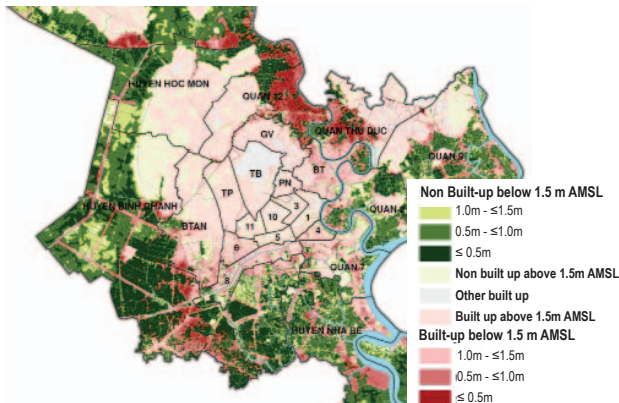 HUYEN HOC MON
QUAN 12
GV
QUAN THU DUC
QUAN 9
BT
TB
PN
TP
HUYEN BINH CHANH
BTAN
3
10
1
11
4
5
6
8
QUAN
QUAN 7
HUYEN NHA BE
Non Built-up below 1.5 m AMSL
1.0m - ≤1.5m
0.5m - ≤1.0m
≤ 0.5m
Non built up above 1.5m AMSL
Other built up
Built up above 1.5m AMSL
Built-up below 1.5 m AMSL
1.0m - ≤1.5m
0.5m - ≤1.0m
≤ 0.5m